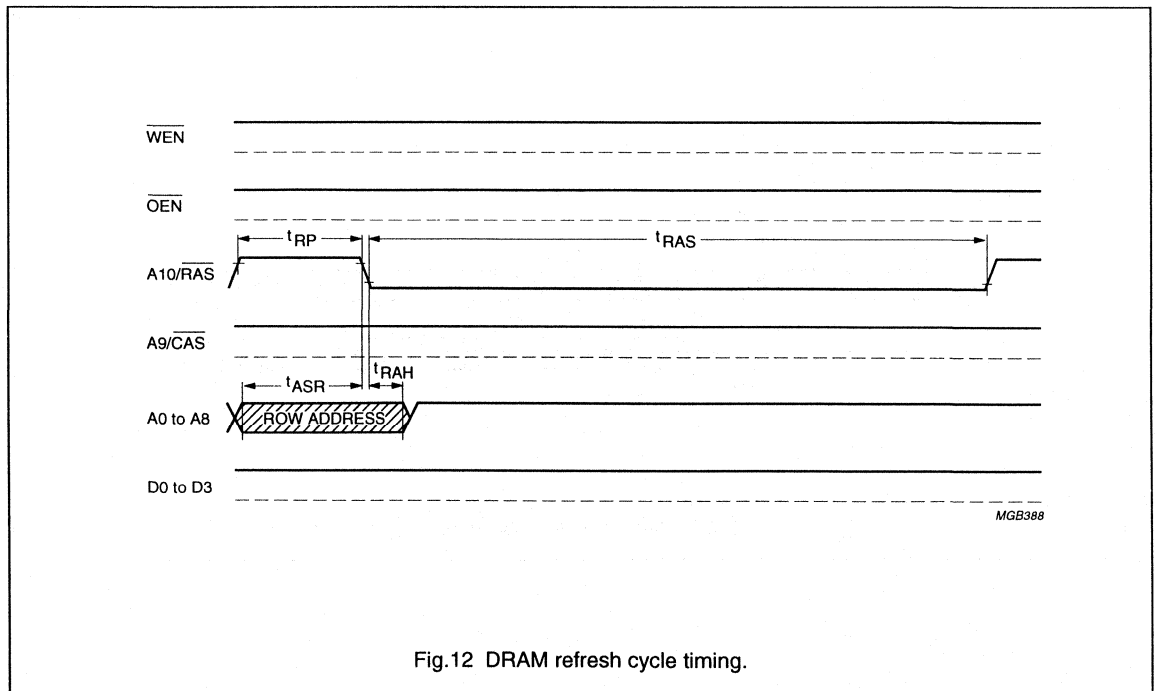 WEN
OEN
tRP
tRAS
A10/RAS
A9/CAS
tASR
tRAH
A0 to A8
ROW ADDRESS
D0 to D3
MGB388
Fig.12 DRAM refresh cycle timing.